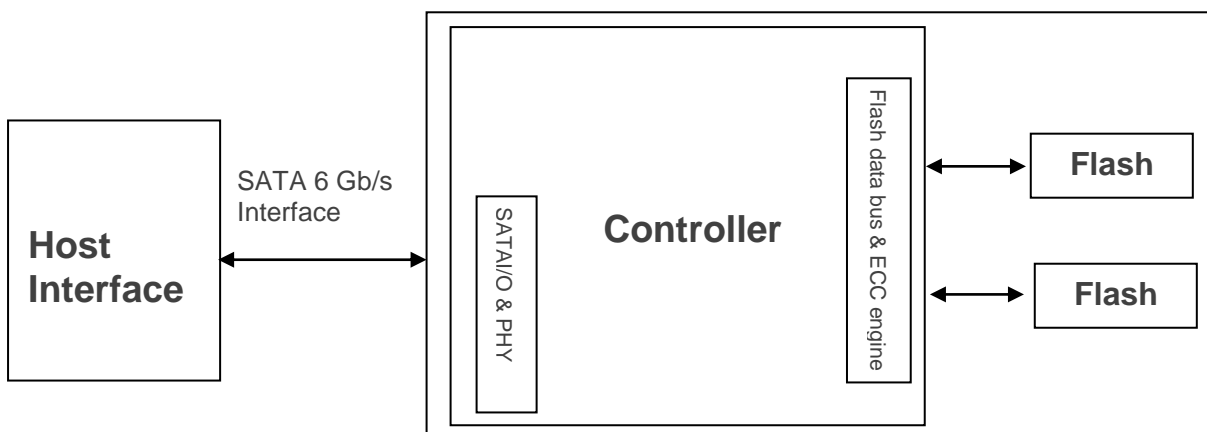 Host
Interface
SATA 6 Gb/s
Interface
SATAI/O & PHY
Controller
Flash data bus & ECC engine
Flash
Flash